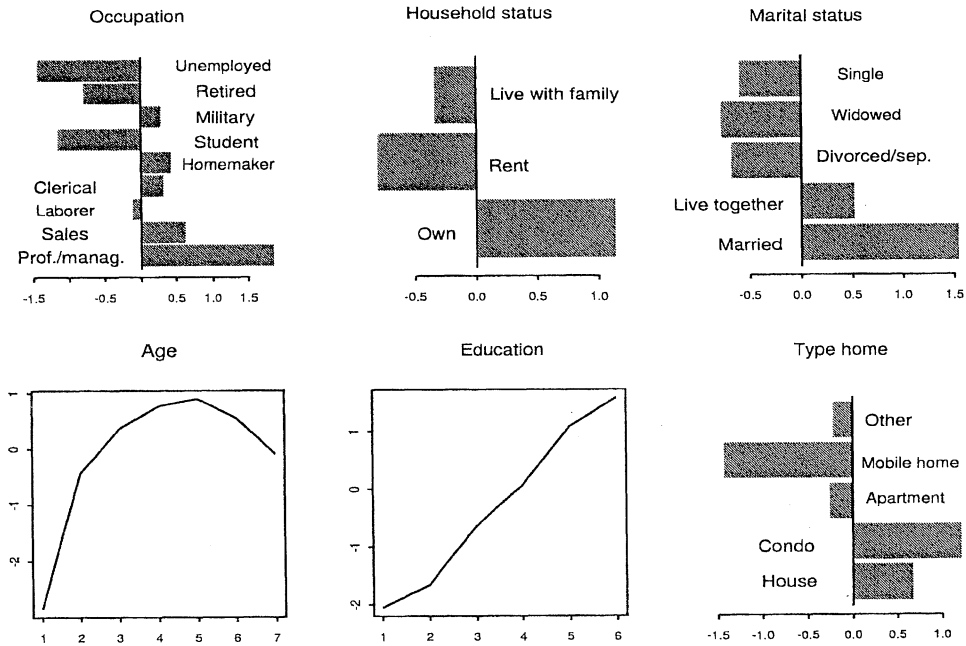 Occupation
Unemployed
Retired
Military
Student
Homemaker
Clerical
Laborer
Sales
Prof./manag.
-1.5 -0.5 0.5 1.0 1.5
Household status
Live with family
Rent
Own
-0.5 0.0 0.5 1.0
Marital status
Single
Widowed
Divorced/sep.
Live together
Married
-0.5 0.0 0.5 1.0 1.5
Age
1
0
-1
-2
1 2 3 4 5 6 7
Education
1
0
-1
-2
1 2 3 4 5 6
Type home
Other
Mobile home
Apartment
Condo
House
-1.5 -1.0 -0.5 0.0 0.5 1.0